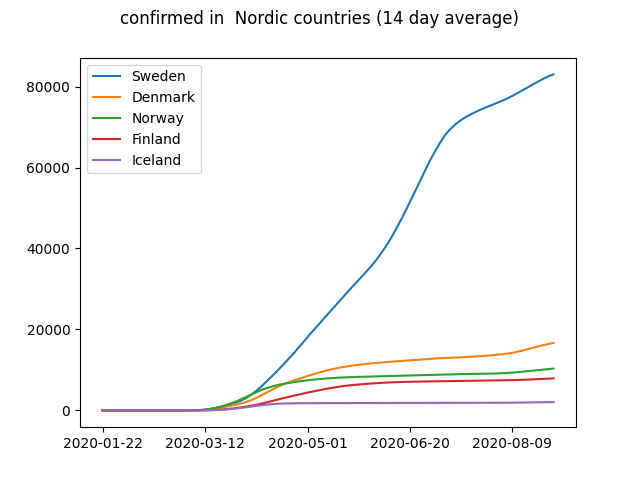 confirmed in  Nordic countries (14 day average)
Sweden
Denmark
Norway
Finland
Iceland
80000
60000
40000
20000
0
2020-01-22
2020-03-12
2020-05-01
2020-06-20
2020-08-09